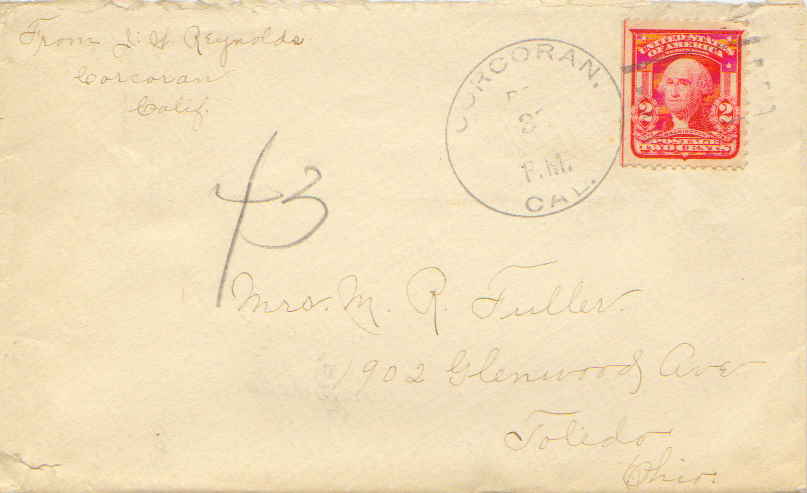 From J. W. Reynolds
Corcoran
Calif.
CORCORAN.
P.M.
CAL.
UNITED STATES
OF AMERICA
2 2
POSTAGE
TWO CENTS
43
Mrs. M. R. Fuller.
1902 Glenwood Ave
Toledo
Ohio.